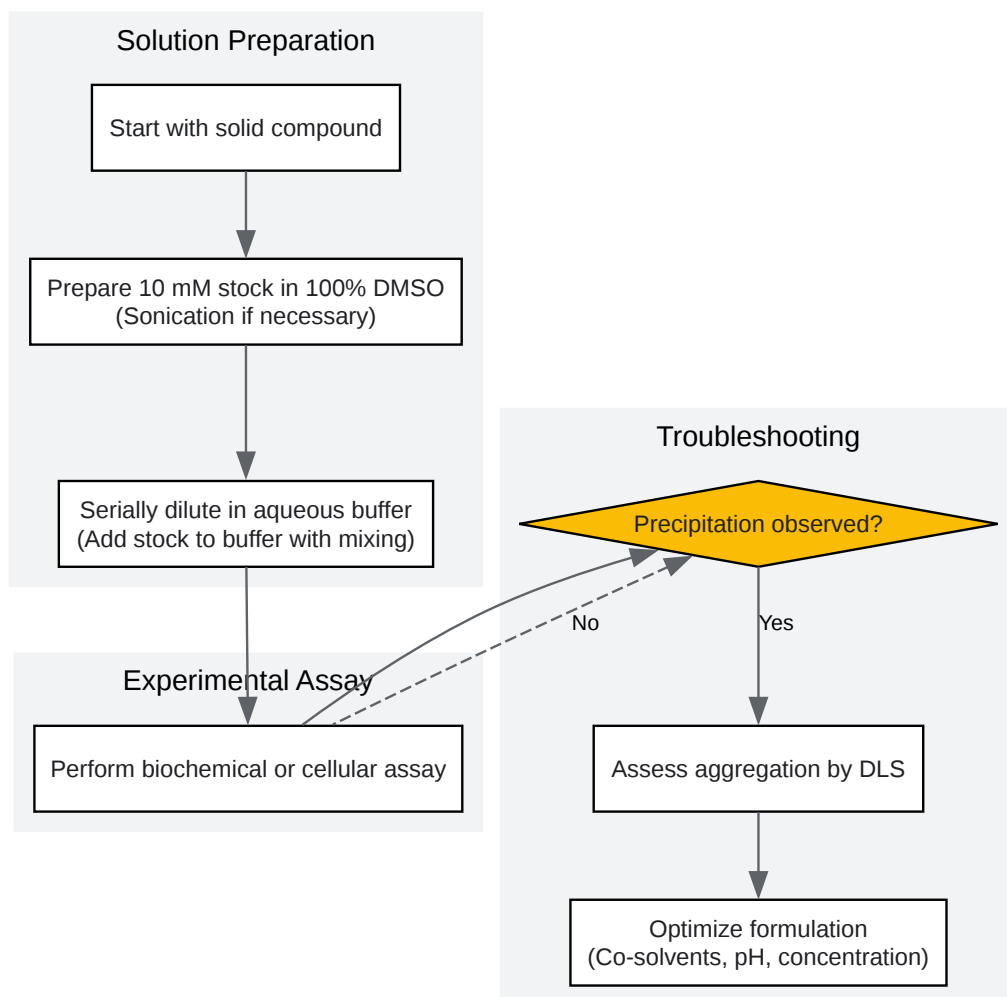 Solution Preparation
Start with solid compound
Prepare 10 mM stock in 100% DMSO
(Sonication if necessary)
Serially dilute in aqueous buffer
(Add stock to buffer with mixing)
Experimental Assay
Perform biochemical or cellular assay
Troubleshooting
Precipitation observed?
No
Yes
Assess aggregation by DLS
Optimize formulation
(Co-solvents, pH, concentration)